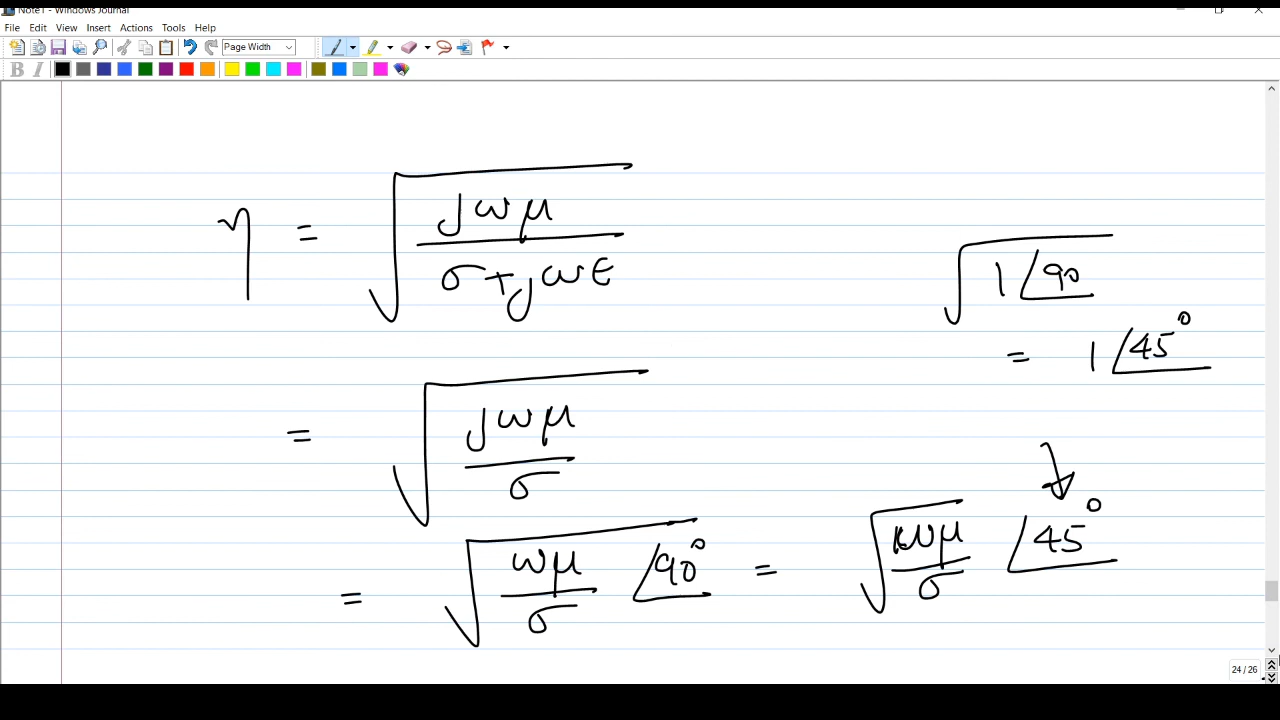 Note1 - Windows Journal
File Edit View Insert Actions Tools Help
Page Width
B I
η = √(jωμ / σ+jωε)
√(1∠90)
= 1∠45°
= √(jωμ / σ)
= √(ωμ / σ ∠90°) = √(ωμ / σ) ∠45°
24 / 26